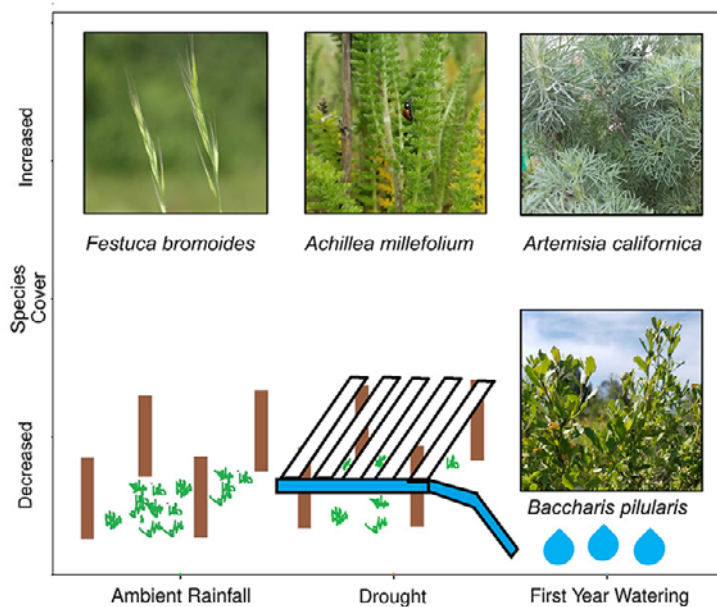 Increased
Festuca bromoides
Achillea millefolium
Artemisia californica
Species
Cover
Decreased
Baccharis pilularis
Ambient Rainfall
Drought
First Year Watering